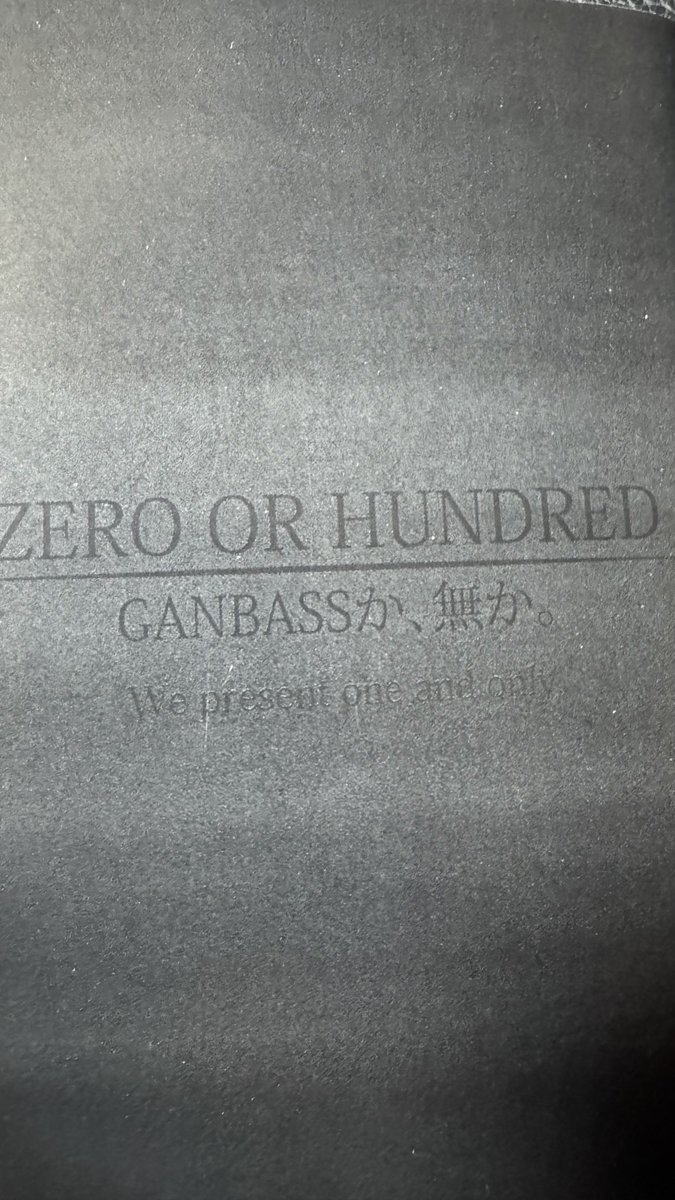 ZERO OR HUNDRED
GANBASSか、無か。
We present one and only